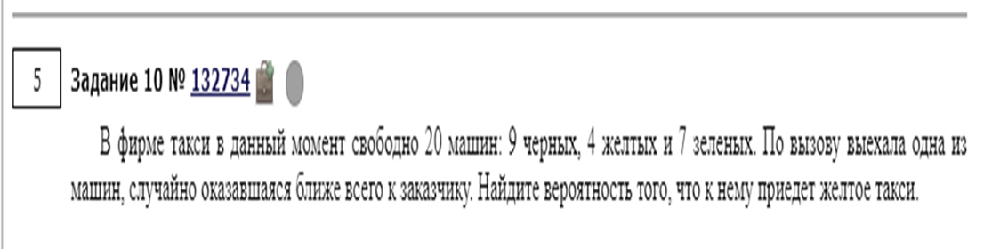 5 Задание 10 № 132734
В фирме такси в данный момент свободно 20 машин: 9 черных, 4 желтых и 7 зеленых. По вызову выехала одна из
машин, случайно оказавшаяся ближе всего к заказчику. Найдите вероятность того, что к нему приедет желтое такси.